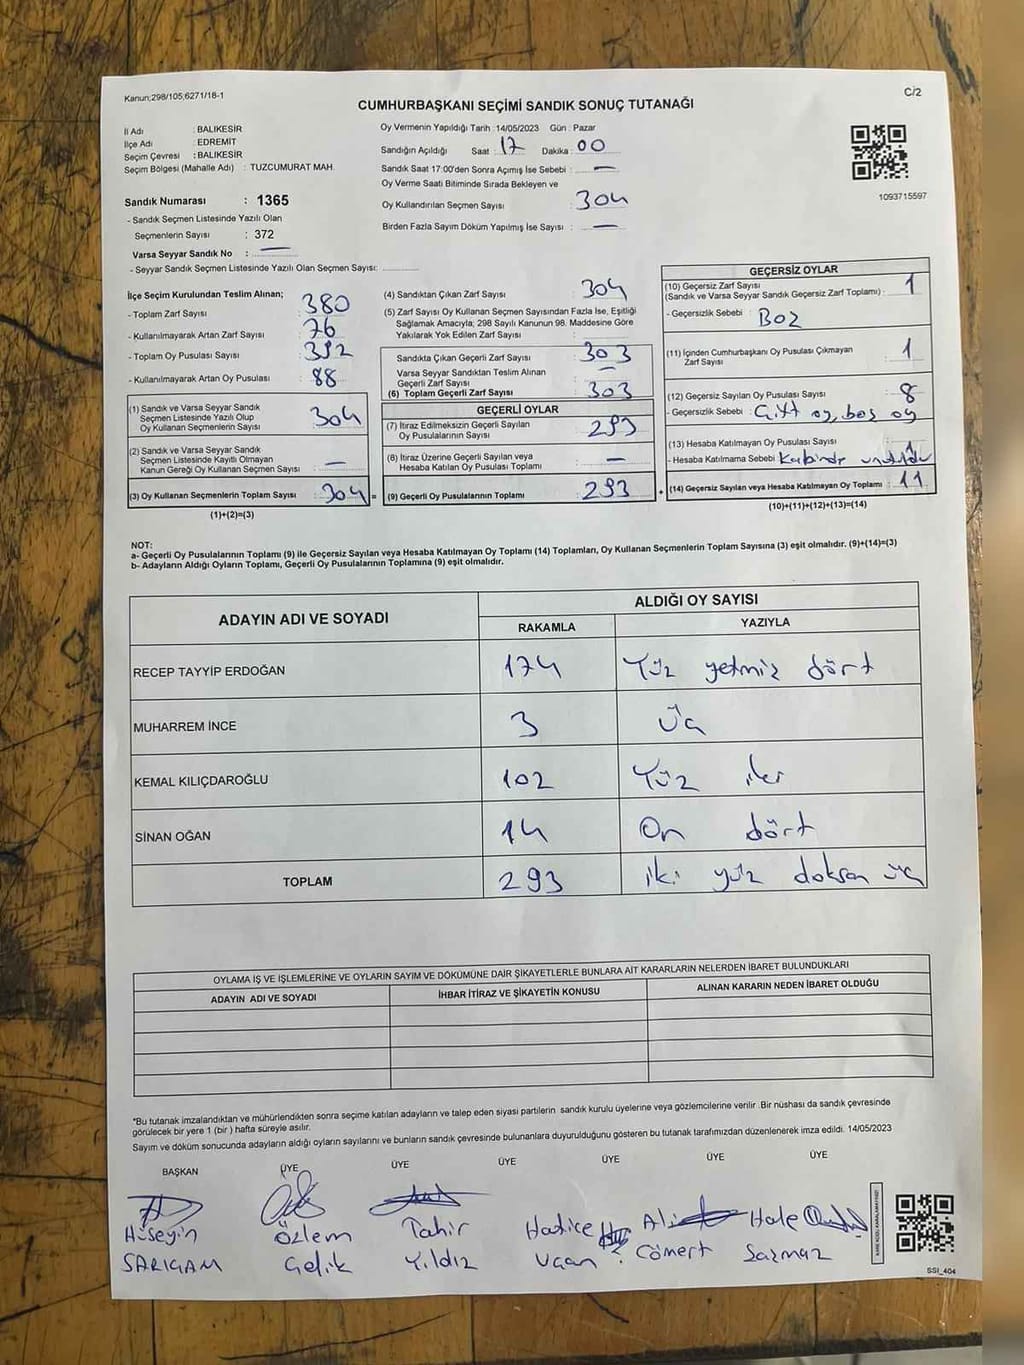 Kanun;298/105,6271/18-1
C/2
CUMHURBAŞKANI SEÇİMİ SANDIK SONUÇ TUTANAĞI
İl Adı : BALIKESİR
İlçe Adı : EDREMİT
Seçim Çevresi : BALIKESİR
Seçim Bölgesi (Mahalle Adı) : TUZCUMURAT MAH.
Sandık Numarası : 1365
- Sandık Seçmen Listesinde Yazılı Olan
Seçmenlerin Sayısı : 372
Varsa Seyyar Sandık No : —
- Seyyar Sandık Seçmen Listesinde Yazılı Olan Seçmen Sayısı:
Oy Vermenin Yapıldığı Tarih : 14/05/2023 Gün : Pazar
Sandığın Açıldığı Saat : 17 Dakika : 00
Sandık Saat 17:00'den Sonra Açımış İse Sebebi : —
Oy Verme Saati Bitiminde Sırada Bekleyen ve
Oy Kullandırılan Seçmen Sayısı : 304
Birden Fazla Sayım Döküm Yapılmış İse Sayısı : —
1093715597
İlçe Seçim Kurulundan Teslim Alınan;
- Toplam Zarf Sayısı : 380
- Kullanılmayarak Artan Zarf Sayısı : 76
- Toplam Oy Pusulası Sayısı : 392
- Kullanılmayarak Artan Oy Pusulası : 88
(1) Sandık ve Varsa Seyyar Sandık
Seçmen Listesinde Yazılı Olup
Oy Kullanan Seçmenlerin Sayısı : 304
(2) Sandık ve Varsa Seyyar Sandık
Seçmen Listesinde Kayıtlı Olmayan
Kanun Gereği Oy Kullanan Seçmen Sayısı : —
(3) Oy Kullanan Seçmenlerin Toplam Sayısı : 304 =
(1)+(2)=(3)
(4) Sandıktan Çıkan Zarf Sayısı : 304
(5) Zarf Sayısı Oy Kullanan Seçmen Sayısından Fazla İse, Eşitliği
Sağlamak Amacıyla; 298 Sayılı Kanunun 98. Maddesine Göre
Yakılarak Yok Edilen Zarf Sayısı :
Sandıkta Çıkan Geçerli Zarf Sayısı : 303
Varsa Seyyar Sandıktan Teslim Alınan
Geçerli Zarf Sayısı : —
(6) Toplam Geçerli Zarf Sayısı : 303
GEÇERLİ OYLAR
(7) İtiraz Edilmeksizin Geçerli Sayılan
Oy Pusulalarının Sayısı : 293
(8) İtiraz Üzerine Geçerli Sayılan veya
Hesaba Katılan Oy Pusulası Toplamı : —
(9) Geçerli Oy Pusulalarının Toplamı : 293 +
GEÇERSİZ OYLAR
(10) Geçersiz Zarf Sayısı
(Sandık ve Varsa Seyyar Sandık Geçersiz Zarf Toplamı) : 1
- Geçersizlik Sebebi : Boz
(11) İçinden Cumhurbaşkanı Oy Pusulası Çıkmayan
Zarf Sayısı : 1
(12) Geçersiz Sayılan Oy Pusulası Sayısı : 8
- Geçersizlik Sebebi : Çift oy, boş oy
(13) Hesaba Katılmayan Oy Pusulası Sayısı : 1
- Hesaba Katılmama Sebebi : Kabinde unutuldu
(14) Geçersiz Sayılan veya Hesaba Katılmayan Oy Toplamı : 11
(10)+(11)+(12)+(13)=(14)
NOT:
a- Geçerli Oy Pusulalarının Toplamı (9) ile Geçersiz Sayılan veya Hesaba Katılmayan Oy Toplamı (14) Toplamları, Oy Kullanan Seçmenlerin Toplam Sayısına (3) eşit olmalıdır. (9)+(14)=(3)
b- Adayların Aldığı Oyların Toplamı, Geçerli Oy Pusulalarının Toplamına (9) eşit olmalıdır.
ADAYIN ADI VE SOYADI ALDIĞI OY SAYISI
RAKAMLA YAZIYLA
RECEP TAYYİP ERDOĞAN 174 Yüz yetmiz dört
MUHARREM İNCE 3 üç
KEMAL KILIÇDAROĞLU 102 Yüz iki
SİNAN OĞAN 14 On dört
TOPLAM 293 iki yüz doksan üç
OYLAMA İŞ VE İŞLEMLERİNE VE OYLARIN SAYIM VE DÖKÜMÜNE DAİR ŞİKAYETLERLE BUNLARA AİT KARARLARIN NELERDEN İBARET BULUNDUKLARI
ADAYIN ADI VE SOYADI İHBAR İTİRAZ VE ŞİKAYETİN KONUSU ALINAN KARARIN NEDEN İBARET OLDUĞU
*Bu tutanak imzalandıktan ve mühürlendikten sonra seçime katılan adayların ve talep eden siyasi partilerin sandık kurulu üyelerine veya gözlemcilerine verilir .Bir nüshası da sandık çevresinde
görülecek bir yere 1 (bir ) hafta süreyle asılır.
Sayım ve döküm sonucunda adayların aldığı oyların sayılarını ve bunların sandık çevresinde bulunanlara duyurulduğunu gösteren bu tutanak tarafımızdan düzenlenerek imza edildi. 14/05/2023
BAŞKAN ÜYE ÜYE ÜYE ÜYE ÜYE ÜYE
Hüseyin Özlem Tahir Hatice Ali Hale
SARIÇAM Çelik Yıldız Uçan Cömert Sazmaz
SSI_404